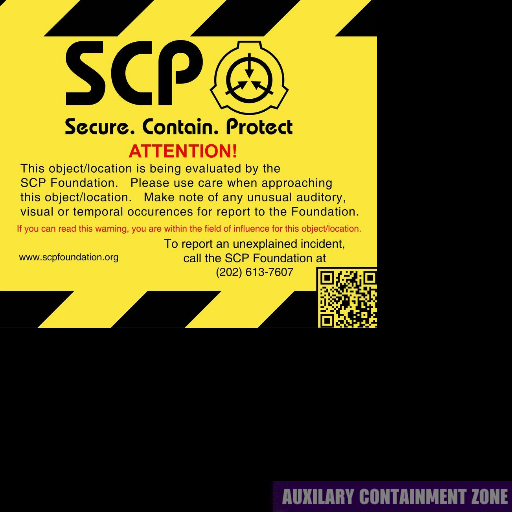 SCP
Secure. Contain. Protect
ATTENTION!
This object/location is being evaluated by the
SCP Foundation. Please use care when approaching
this object/location. Make note of any unusual auditory,
visual or temporal occurences for report to the Foundation.
If you can read this warning, you are within the field of influence for this object/location.
To report an unexplained incident,
www.scpfoundation.org
call the SCP Foundation at
(202) 613-7607
AUXILARY CONTAINMENT ZONE